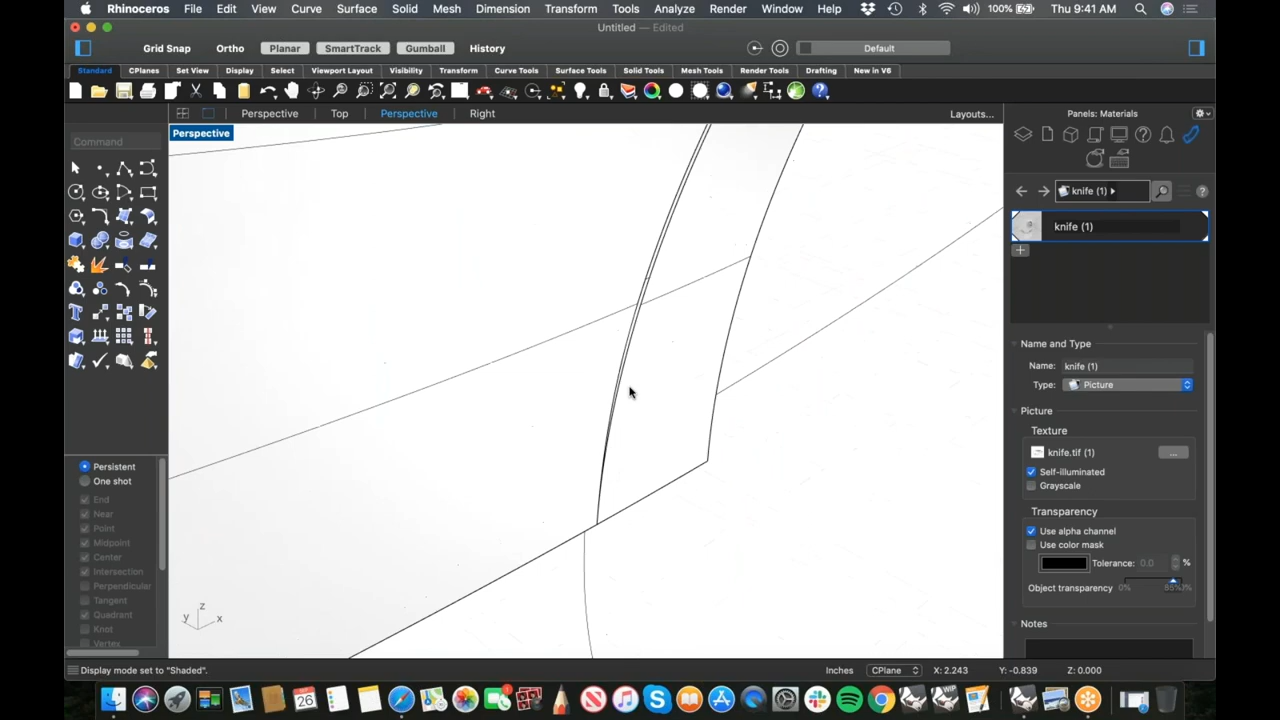 Rhinoceros File Edit View Curve Surface Solid Mesh Dimension Transform Tools Analyze Render Window Help 100% Thu 9:41 AM
Untitled — Edited
Grid Snap Ortho Planar SmartTrack Gumball History Default
Standard CPlanes Set View Display Select Viewport Layout Visibility Transform Curve Tools Surface Tools Solid Tools Mesh Tools Render Tools Drafting New in V6
Perspective Top Perspective Right Layouts...
Panels: Materials
Perspective
Command
knife (1)
knife (1)
Name and Type
Name: knife (1)
Type: Picture
Picture
Texture
knife.tif (1) ...
Self-illuminated
Grayscale
Transparency
Use alpha channel
Use color mask
Tolerance: 0.0 %
Object transparency 0%
Notes
Persistent
One shot
End
Near
Point
Midpoint
Center
Intersection
Perpendicular
Tangent
Quadrant
Knot
Vertex
z
y x
Display mode set to "Shaded". Inches CPlane X: 2.243 Y: -0.839 Z: 0.000
26